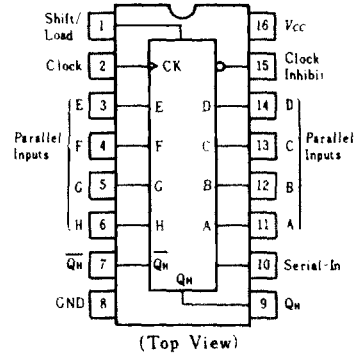 Shift/
Load
1
16
Vcc
Clock
2
CK
15
Clock
Inhibit
Parallel
Inputs
E
3
E
D
14
D
F
4
F
C
13
C
G
5
G
B
12
B
H
6
H
A
11
A
Parallel
Inputs
Q̅H
7
Q̅H
10
Serial-In
GND
8
QH
9
QH
(Top View)